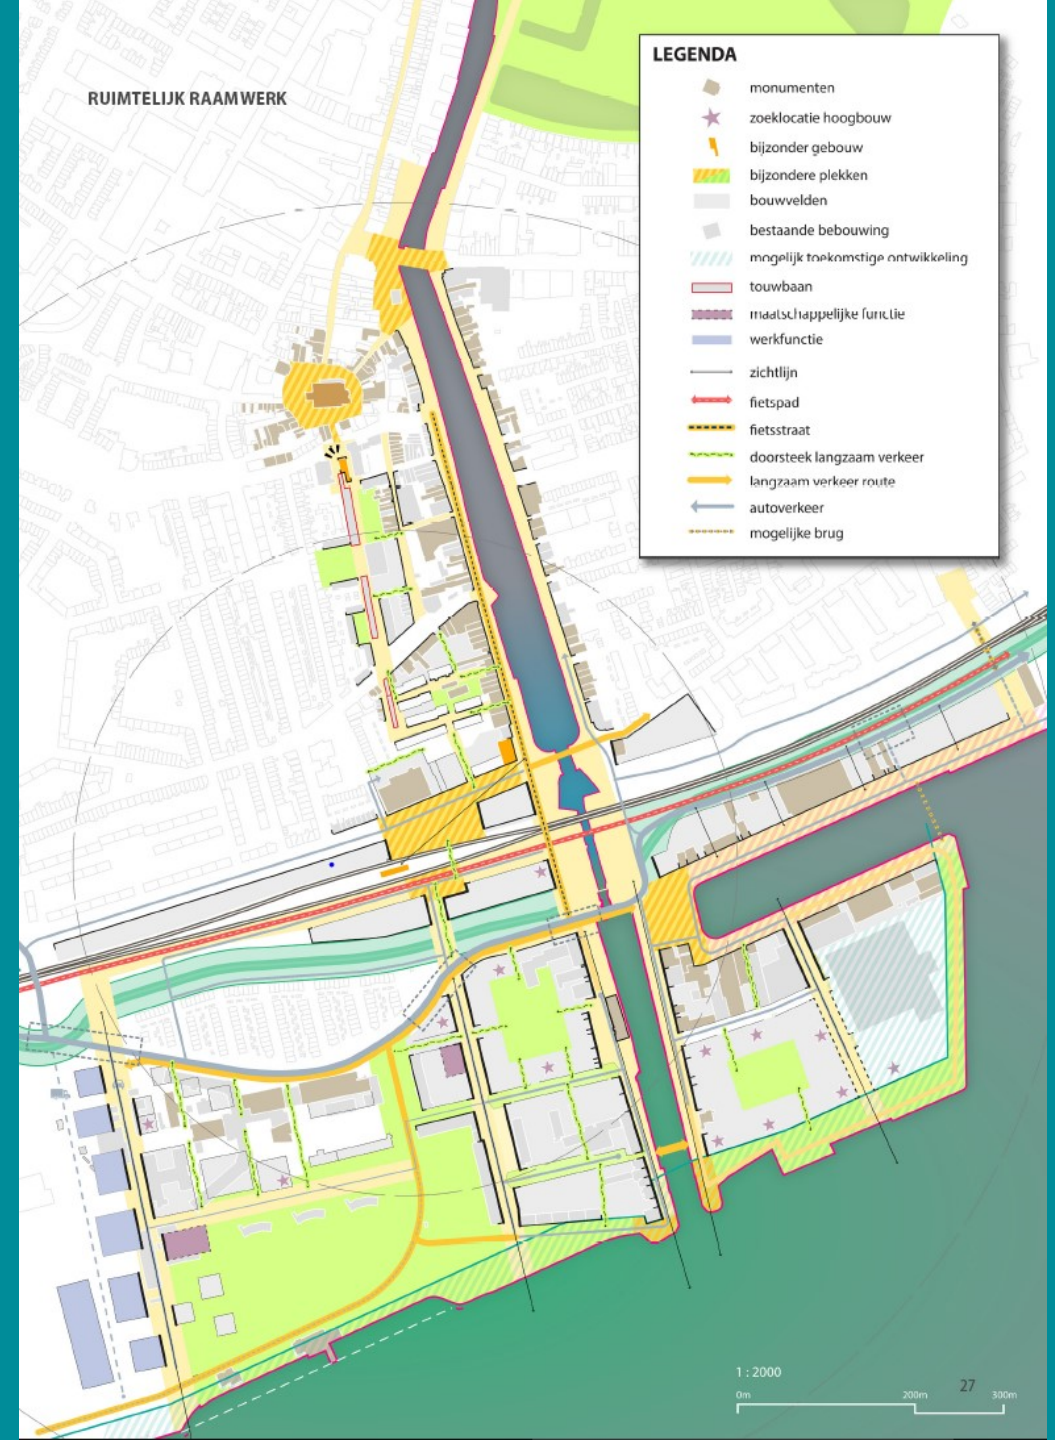 RUIMTELIJK RAAMWERK
LEGENDA
monumenten
zoeklocatie hoogbouw
bijzonder gebouw
bijzondere plekken
bouwvelden
bestaande bebouwing
mogelijk toekomstige ontwikkeling
touwbaan
maatschappelijke functie
werkfunctie
zichtlijn
fietspad
fietsstraat
doorsteek langzaam verkeer
langzaam verkeer route
autoverkeer
mogelijke brug
1 : 2000
27
0m 200m 300m